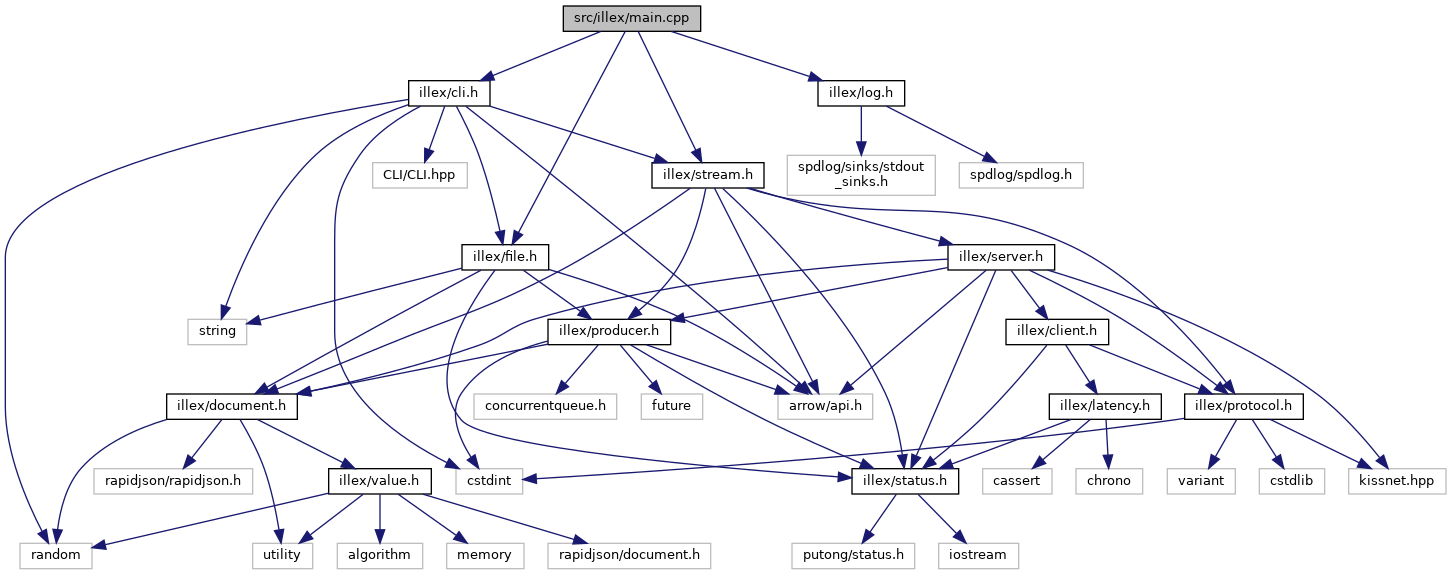 src/illex/main.cpp
illex/cli.h
illex/log.h
CLI/CLI.hpp
illex/stream.h
spdlog/sinks/stdout
_sinks.h
spdlog/spdlog.h
illex/file.h
illex/server.h
string
illex/producer.h
illex/client.h
illex/document.h
concurrentqueue.h
future
arrow/api.h
illex/latency.h
illex/protocol.h
rapidjson/rapidjson.h
illex/value.h
cstdint
illex/status.h
cassert
chrono
variant
cstdlib
kissnet.hpp
random
utility
algorithm
memory
rapidjson/document.h
putong/status.h
iostream